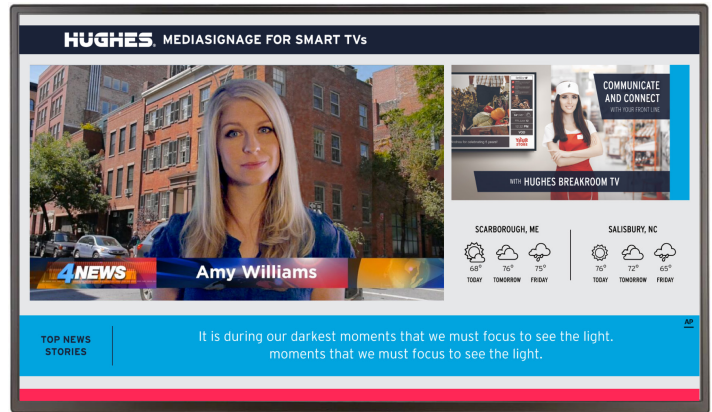 HUGHES. MEDIASIGNAGE FOR SMART TVs
4NEWS Amy Williams
COMMUNICATE
AND CONNECT
WITH YOUR FRONT LINE
WITH HUGHES BREAKROOM TV
SCARBOROUGH, ME
68° 76° 75°
TODAY TOMORROW FRIDAY
SALISBURY, NC
76° 72° 65°
TODAY TOMORROW FRIDAY
AP
TOP NEWS
STORIES
It is during our darkest moments that we must focus to see the light.
moments that we must focus to see the light.